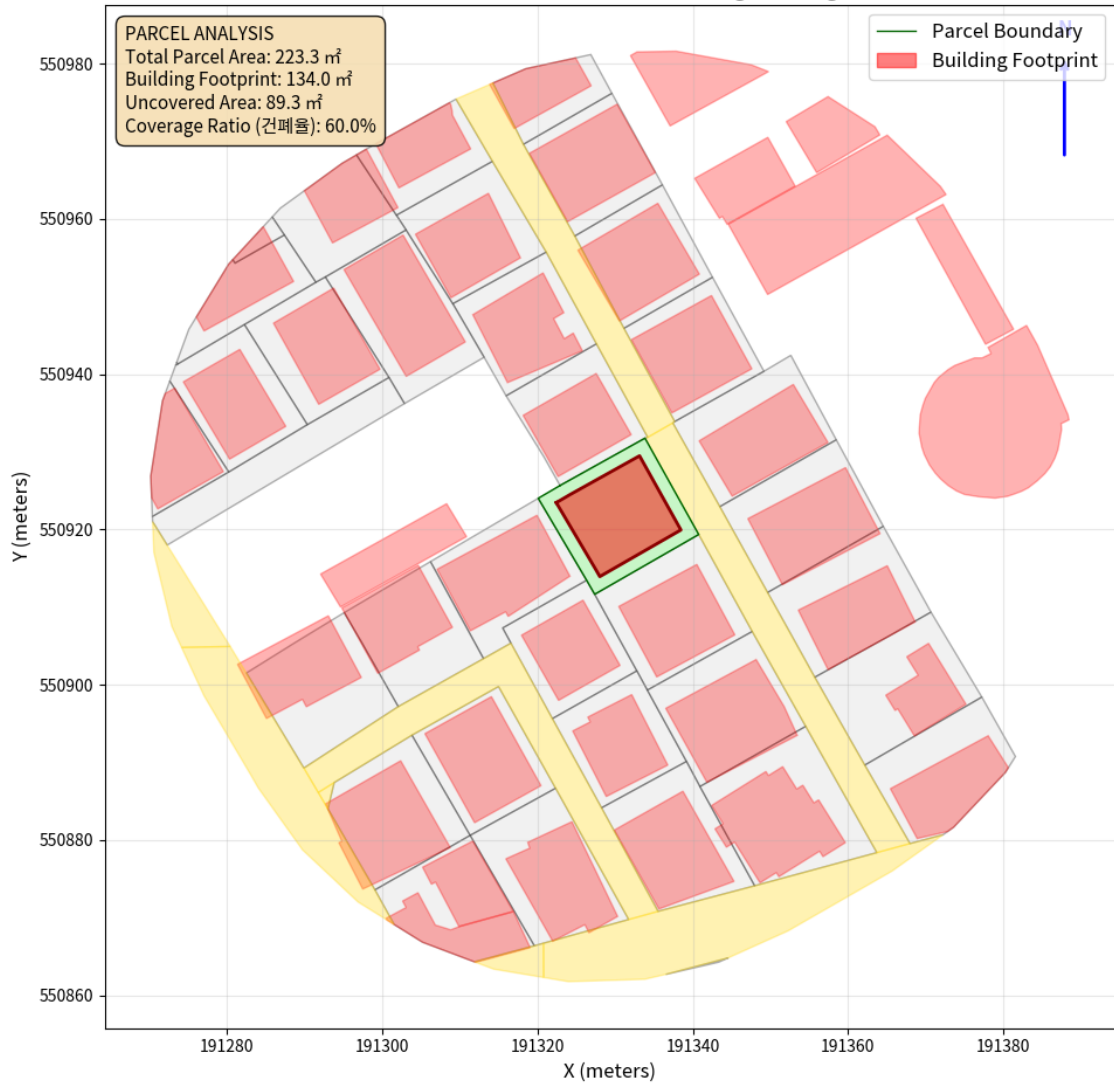 PARCEL ANALYSIS
Total Parcel Area: 223.3 ㎡
Building Footprint: 134.0 ㎡
Uncovered Area: 89.3 ㎡
Coverage Ratio (건폐율): 60.0%
N
Parcel Boundary
Building Footprint
550980
550960
550940
550920
550900
550880
550860
Y (meters)
191280
191300
191320
191340
191360
191380
X (meters)